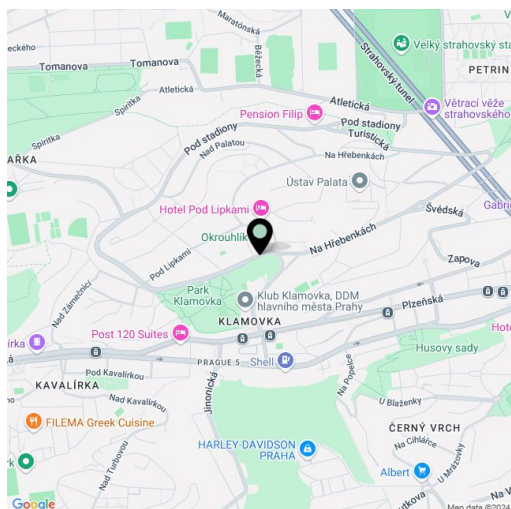 Maratónská
Běžecká
Strahovský tunel
Velký strahovský sta
PETŘIN
Tomanova
Tomanova
Atletická
Atletická
Pension Filip
Větrací věže
strahovského
Spiritka
Spiritka
Pod stadiony
Pod stadiony
Turistická
Nad Palatou
Na Hřebenkách
ARKA
Ústav Palata
Hotel Pod Lipkami
Švédská
Gabri
Okrouhlík
Na Hřebenkách
Zapova
Pod Lipkami
Park
Klamovka
Klub Klamovka, DDM
hlavního města Prahy
Plzeňská
Nad Zámečnicí
Post 120 Suites
KLAMOVKA
Husovy sady
írka
PRAGUE 5
Shell
Na Popelce
Pod Kavalírkou
KAVALÍRKA
Nad Kavalírkou
Jinonická
U Blaženky
FILEMA Greek Cuisine
ČERNÝ VRCH
Na Cihlářce
HARLEY-DAVIDSON
PRAHA
Nad Turbovou
Albert
U Mrázovky
Google
Map data ©2024